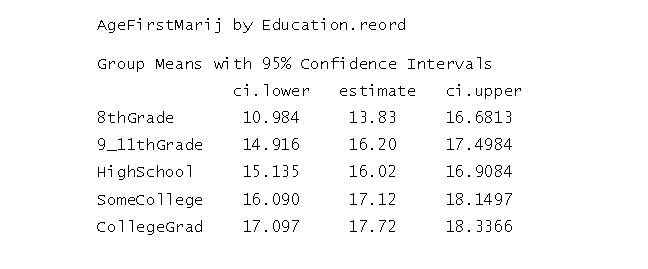 AgeFirstMarij by Education.reord
Group Means with 95% Confidence Intervals
ci.lower estimate ci.upper
8thGrade 10.984 13.83 16.6813
9_11thGrade 14.916 16.20 17.4984
HighSchool 15.135 16.02 16.9084
SomeCollege 16.090 17.12 18.1497
CollegeGrad 17.097 17.72 18.3366